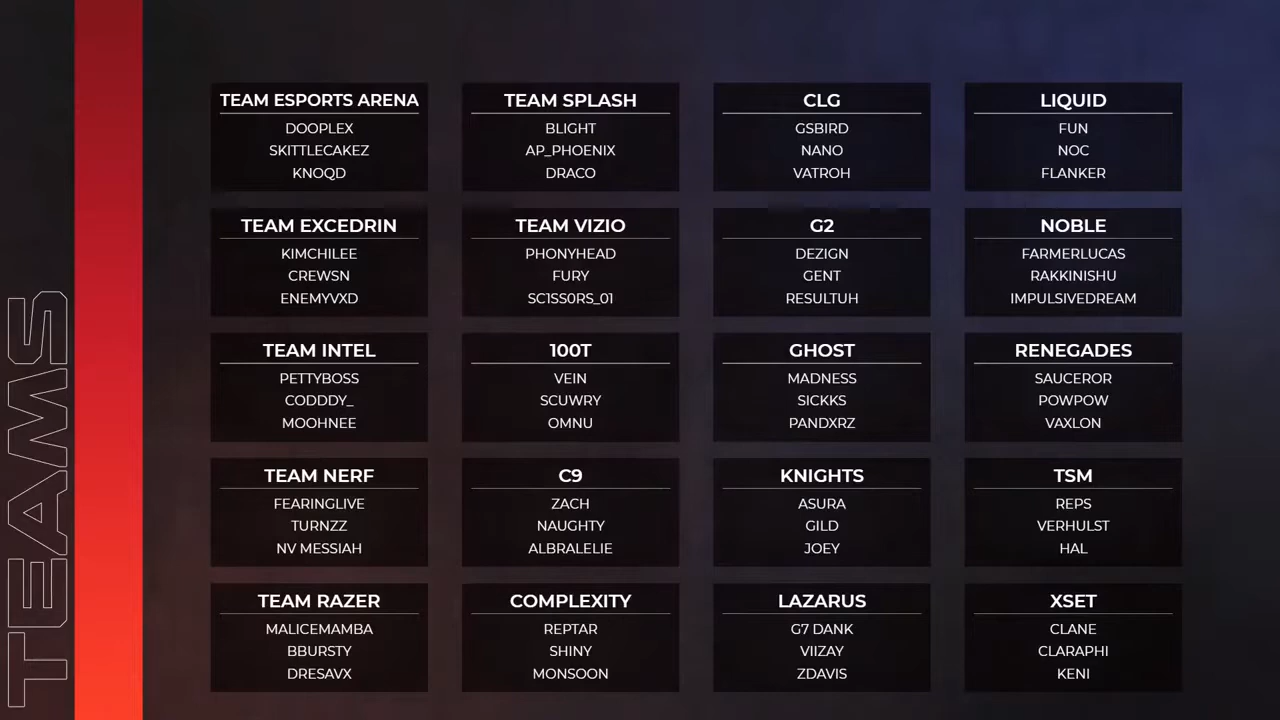 TEAMS
TEAM ESPORTS ARENA
DOOPLEX
SKITTLECAKEZ
KNOQD
TEAM SPLASH
BLIGHT
AP_PHOENIX
DRACO
CLG
GSBIRD
NANO
VATROH
LIQUID
FUN
NOC
FLANKER
TEAM EXCEDRIN
KIMCHILEE
CREWSN
ENEMYVXD
TEAM VIZIO
PHONYHEAD
FURY
SC1SS0RS_01
G2
DEZIGN
GENT
RESULTUH
NOBLE
FARMERLUCAS
RAKKINISHU
IMPULSIVEDREAM
TEAM INTEL
PETTYBOSS
CODDDY_
MOOHNEE
100T
VEIN
SCUWRY
OMNU
GHOST
MADNESS
SICKKS
PANDXRZ
RENEGADES
SAUCEROR
POWPOW
VAXLON
TEAM NERF
FEARINGLIVE
TURNZZ
NV MESSIAH
C9
ZACH
NAUGHTY
ALBRALELIE
KNIGHTS
ASURA
GILD
JOEY
TSM
REPS
VERHULST
HAL
TEAM RAZER
MALICEMAMBA
BBURSTY
DRESAVX
COMPLEXITY
REPTAR
SHINY
MONSOON
LAZARUS
G7 DANK
VIIZAY
ZDAVIS
XSET
CLANE
CLARAPHI
KENI